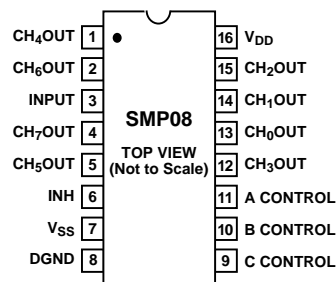 CH4OUT 1
CH6OUT 2
INPUT 3
CH7OUT 4
CH5OUT 5
INH 6
VSS 7
DGND 8
SMP08
TOP VIEW
(Not to Scale)
16 VDD
15 CH2OUT
14 CH1OUT
13 CH0OUT
12 CH3OUT
11 A CONTROL
10 B CONTROL
9 C CONTROL